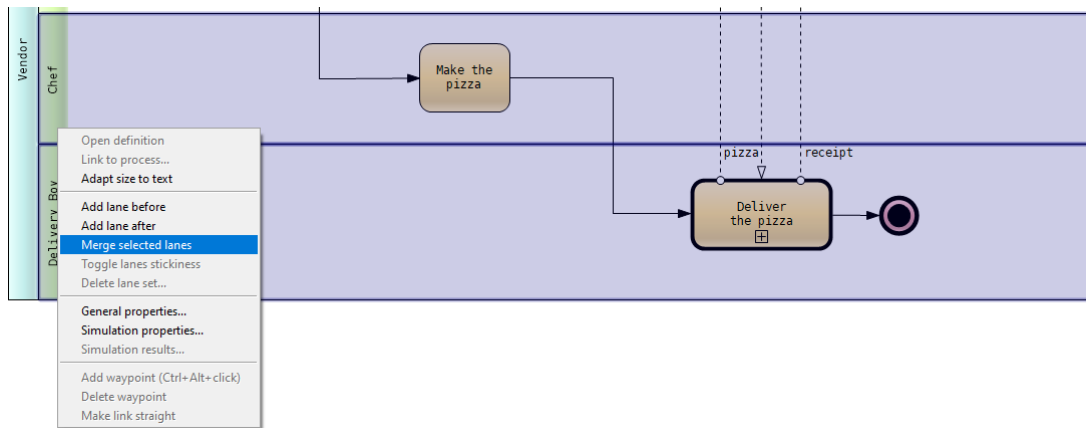 Vendor
Chef
Make the
pizza
Delivery Boy
pizza
receipt
Deliver
the pizza
Open definition
Link to process...
Adapt size to text
Add lane before
Add lane after
Merge selected lanes
Toggle lanes stickiness
Delete lane set...
General properties...
Simulation properties...
Simulation results...
Add waypoint (Ctrl+Alt+click)
Delete waypoint
Make link straight